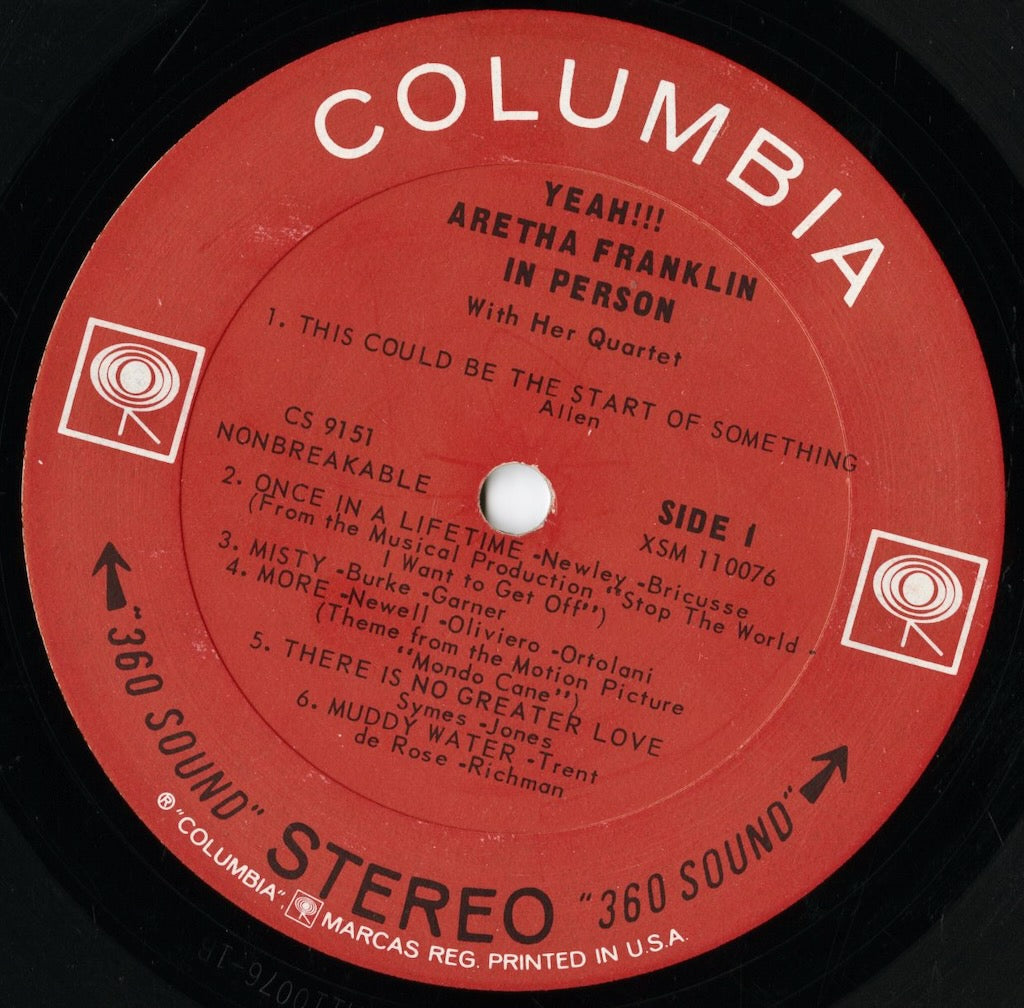 COLUMBIA
YEAH!!!
ARETHA FRANKLIN
IN PERSON
With Her Quartet
1. THIS COULD BE THE START OF SOMETHING
Allen
CS 9151
NONBREAKABLE
SIDE 1
XSM 110076
2. ONCE IN A LIFETIME -Newley -Bricusse
(From the Musical Production "Stop The World -
I Want to Get Off")
3. MISTY -Burke -Garner
4. MORE -Newell -Oliviero -Ortolani
(Theme from the Motion Picture
"Mondo Cane")
5. THERE IS NO GREATER LOVE
Symes -Jones
6. MUDDY WATER -Trent
de Rose -Richman
"360 SOUND" STEREO "360 SOUND"
® "COLUMBIA", MARCAS REG. PRINTED IN U.S.A.